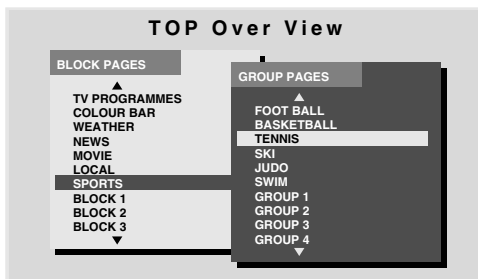 TOP Over View
BLOCK PAGES
TV PROGRAMMES
COLOUR BAR
WEATHER
NEWS
MOVIE
LOCAL
SPORTS
BLOCK 1
BLOCK 2
BLOCK 3
GROUP PAGES
FOOT BALL
BASKETBALL
TENNIS
SKI
JUDO
SWIM
GROUP 1
GROUP 2
GROUP 3
GROUP 4